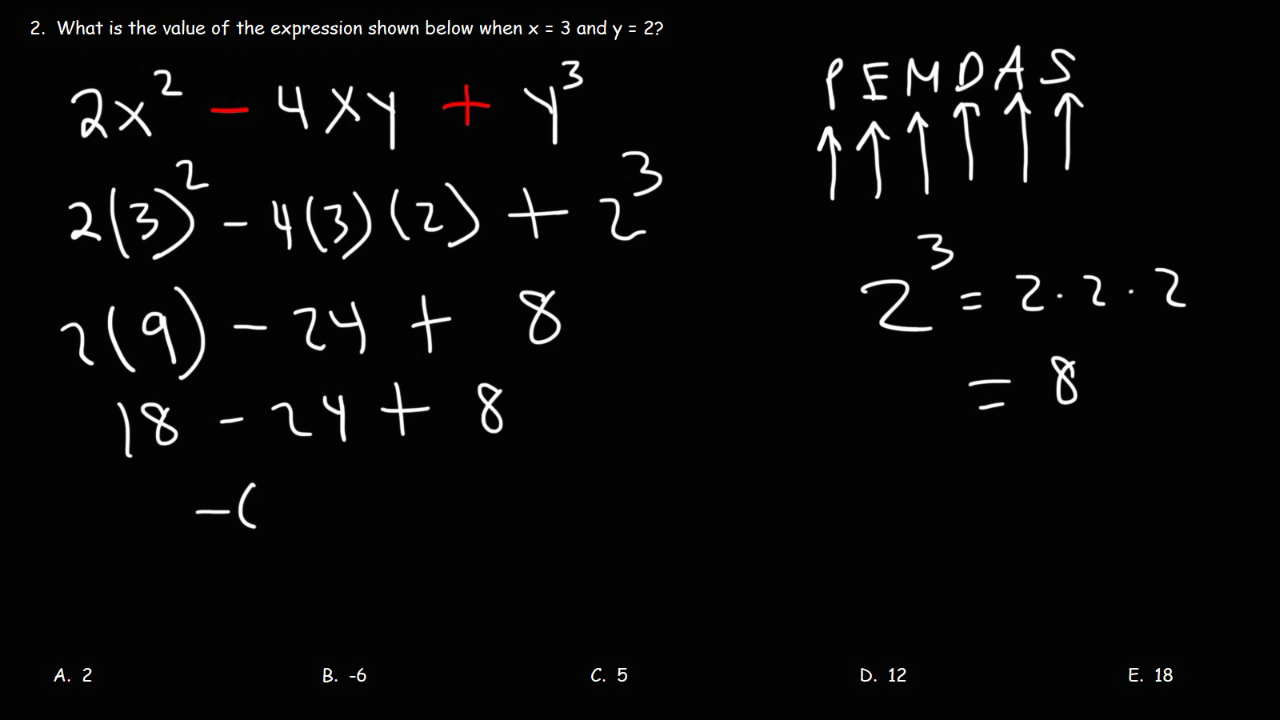 2. What is the value of the expression shown below when x = 3 and y = 2?
2x² - 4xy + y³
PEMDAS
2(3)² - 4(3)(2) + 2³
2³ = 2·2·2
2(9) - 24 + 8
= 8
18 - 24 + 8
-(
A. 2 B. -6 C. 5 D. 12 E. 18